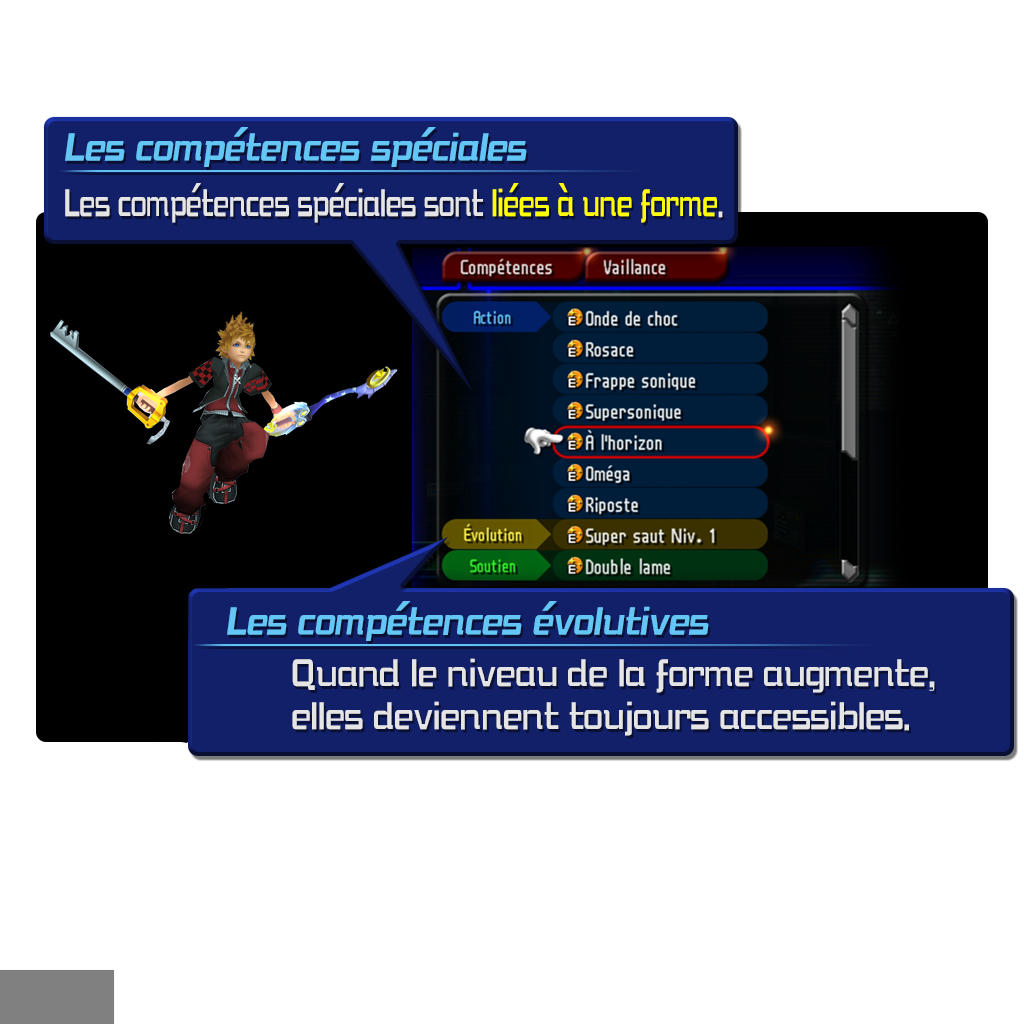 Les compétences spéciales
Les compétences spéciales sont liées à une forme.
Compétences Vaillance
Action E Onde de choc
E Rosace
E Frappe sonique
E Supersonique
E À l'horizon
E Oméga
E Riposte
Évolution E Super saut Niv. 1
Soutien E Double lame
Les compétences évolutives
Quand le niveau de la forme augmente,
elles deviennent toujours accessibles.